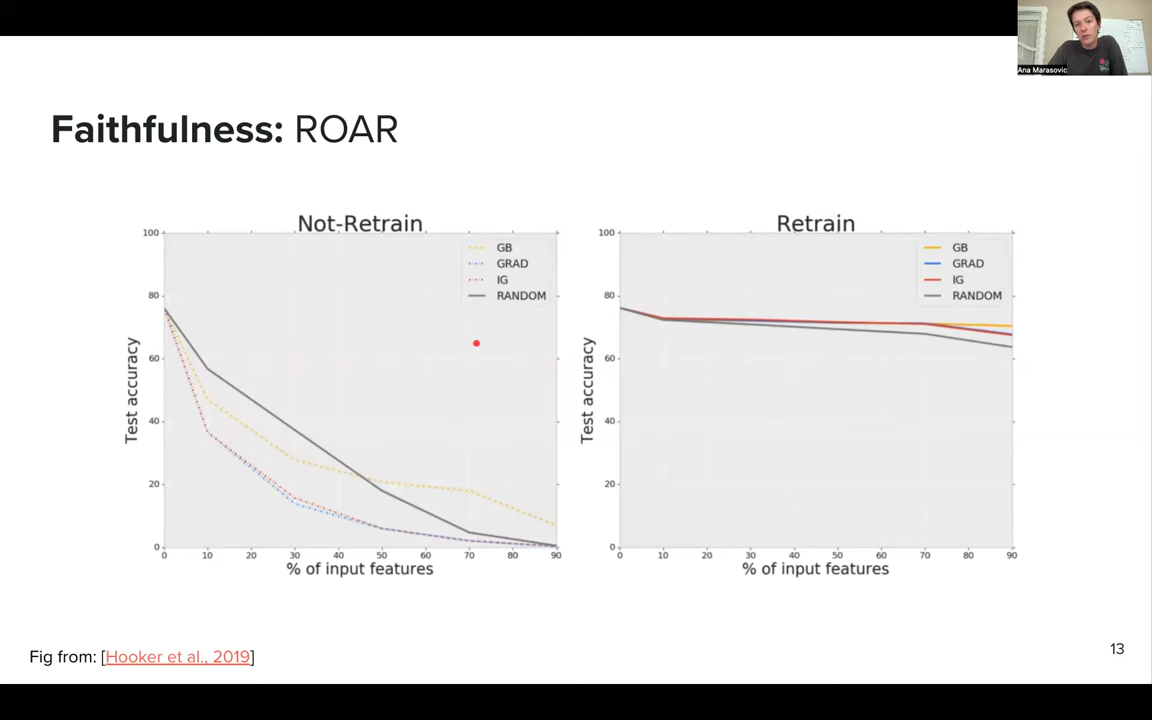 Ana Marasovic
Faithfulness: ROAR
Not-Retrain
100
80
60
40
20
0
Test accuracy
GB
GRAD
IG
RANDOM
0 10 20 30 40 50 60 70 80 90
% of input features
Retrain
100
80
60
40
20
0
Test accuracy
GB
GRAD
IG
RANDOM
0 10 20 30 40 50 60 70 80 90
% of input features
Fig from: [Hooker et al., 2019]
13